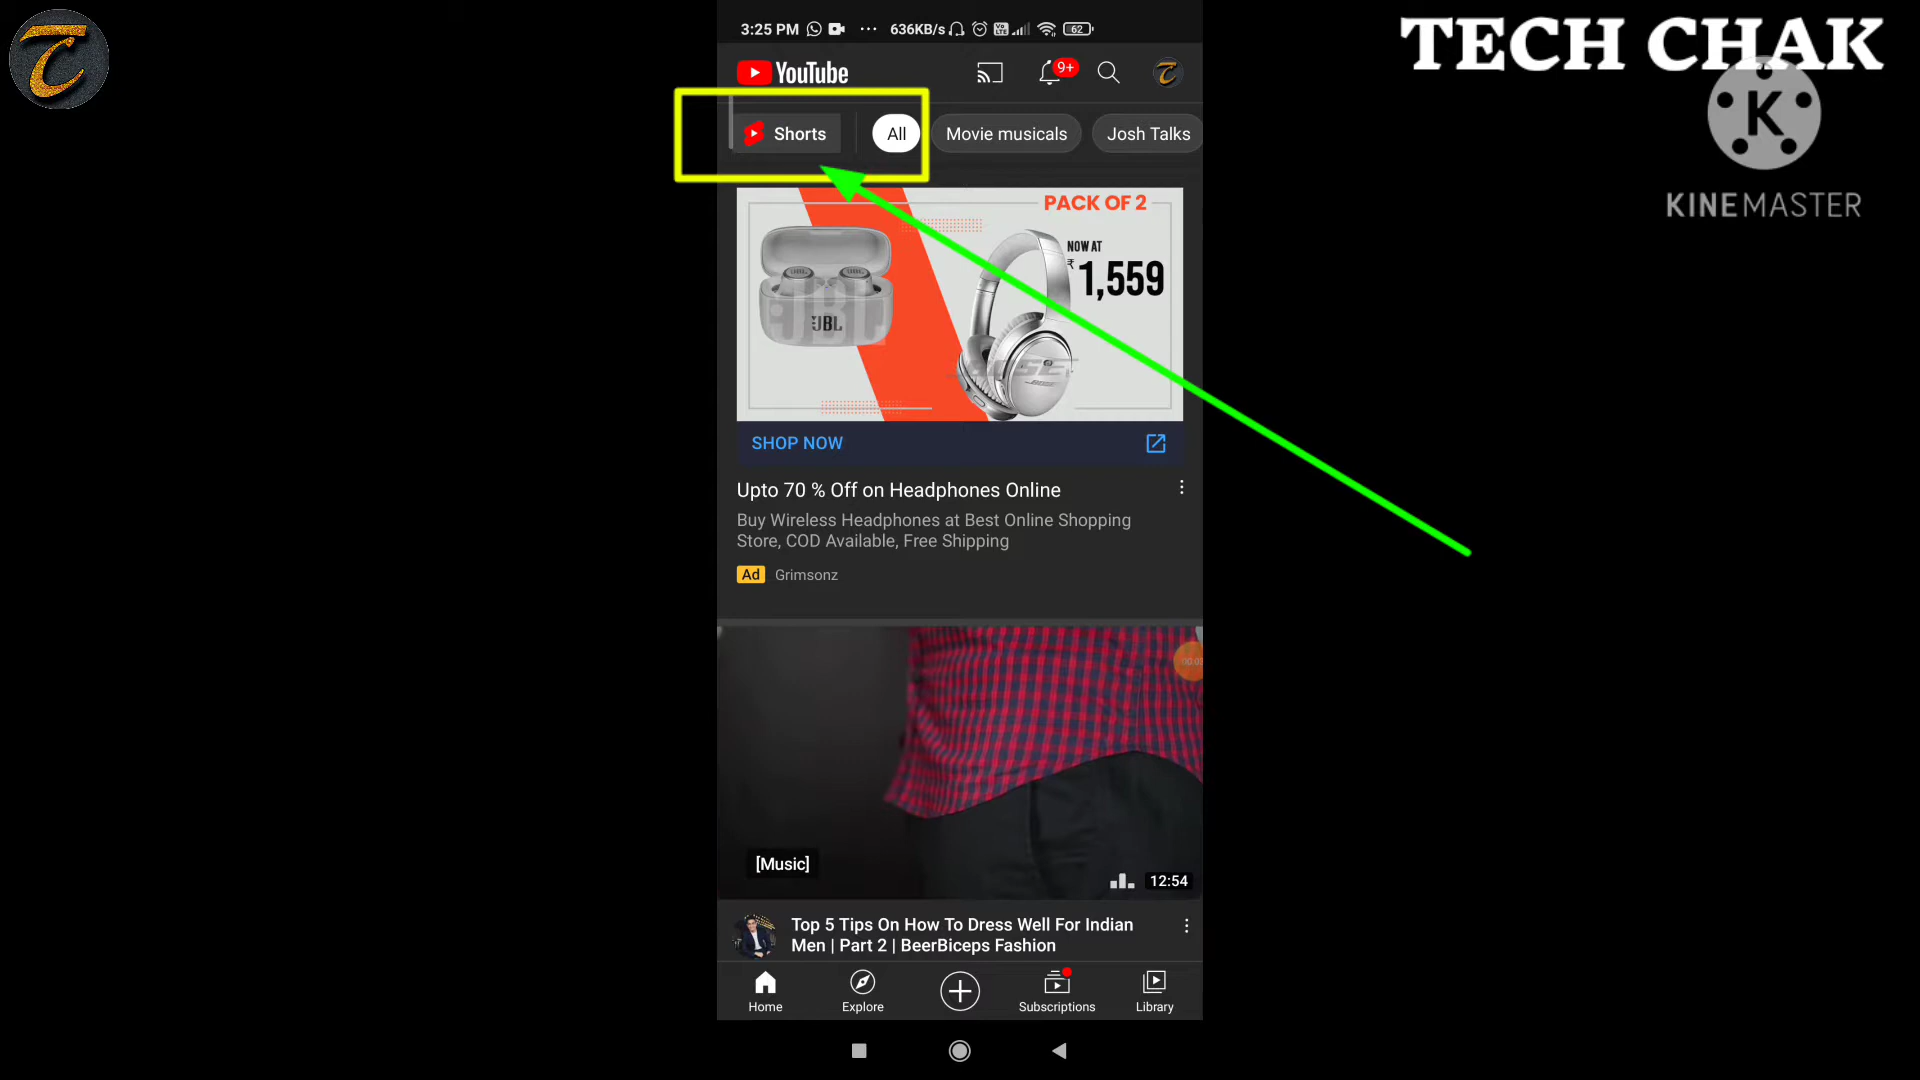 TECH CHAK
K
KINEMASTER
3:25 PM ... 636KB/s 62
YouTube 9+
Shorts All Movie musicals Josh Talks
PACK OF 2
NOW AT
₹1,559
JBL
SHOP NOW
Upto 70 % Off on Headphones Online
Buy Wireless Headphones at Best Online Shopping
Store, COD Available, Free Shipping
Ad Grimsonz
[Music]
12:54
Top 5 Tips On How To Dress Well For Indian
Men | Part 2 | BeerBiceps Fashion
Home Explore Subscriptions Library